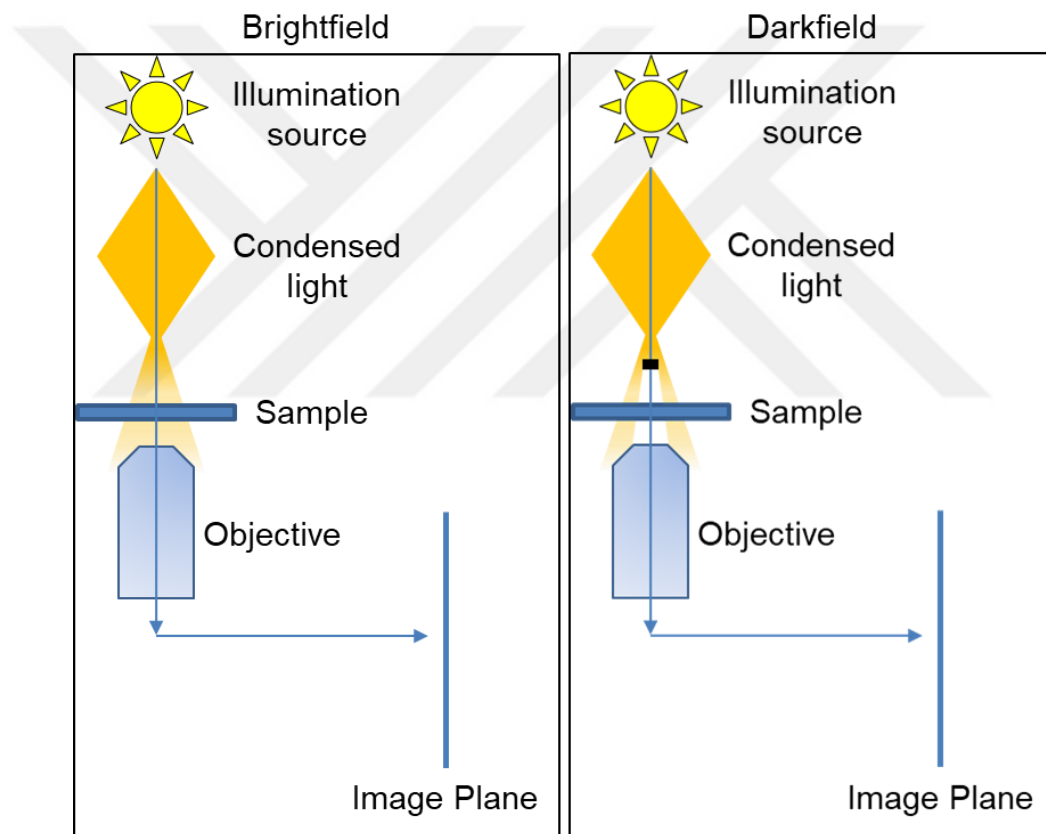 Brightfield
Illumination
source
Condensed
light
Sample
Objective
Image Plane
Darkfield
Illumination
source
Condensed
light
Sample
Objective
Image Plane